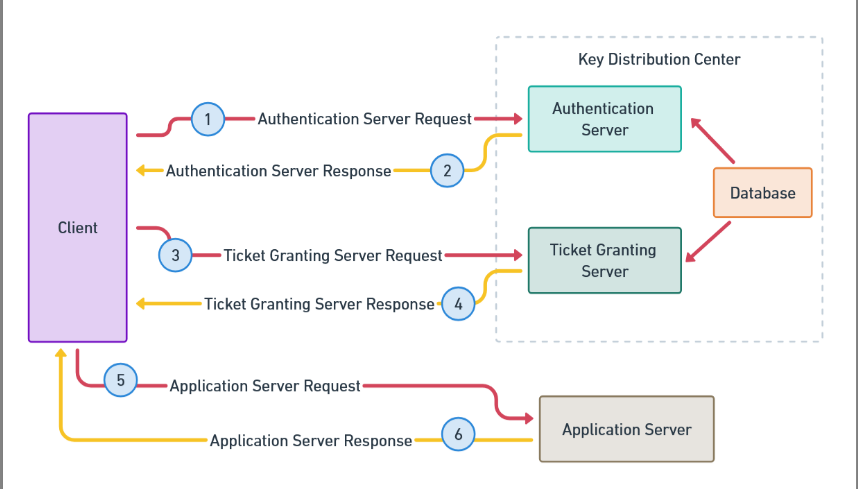 Key Distribution Center
Authentication
Server
1
Authentication Server Request
Authentication Server Response
2
Database
Client
3
Ticket Granting Server Request
Ticket Granting
Server
Ticket Granting Server Response
4
5
Application Server Request
Application Server
Application Server Response
6